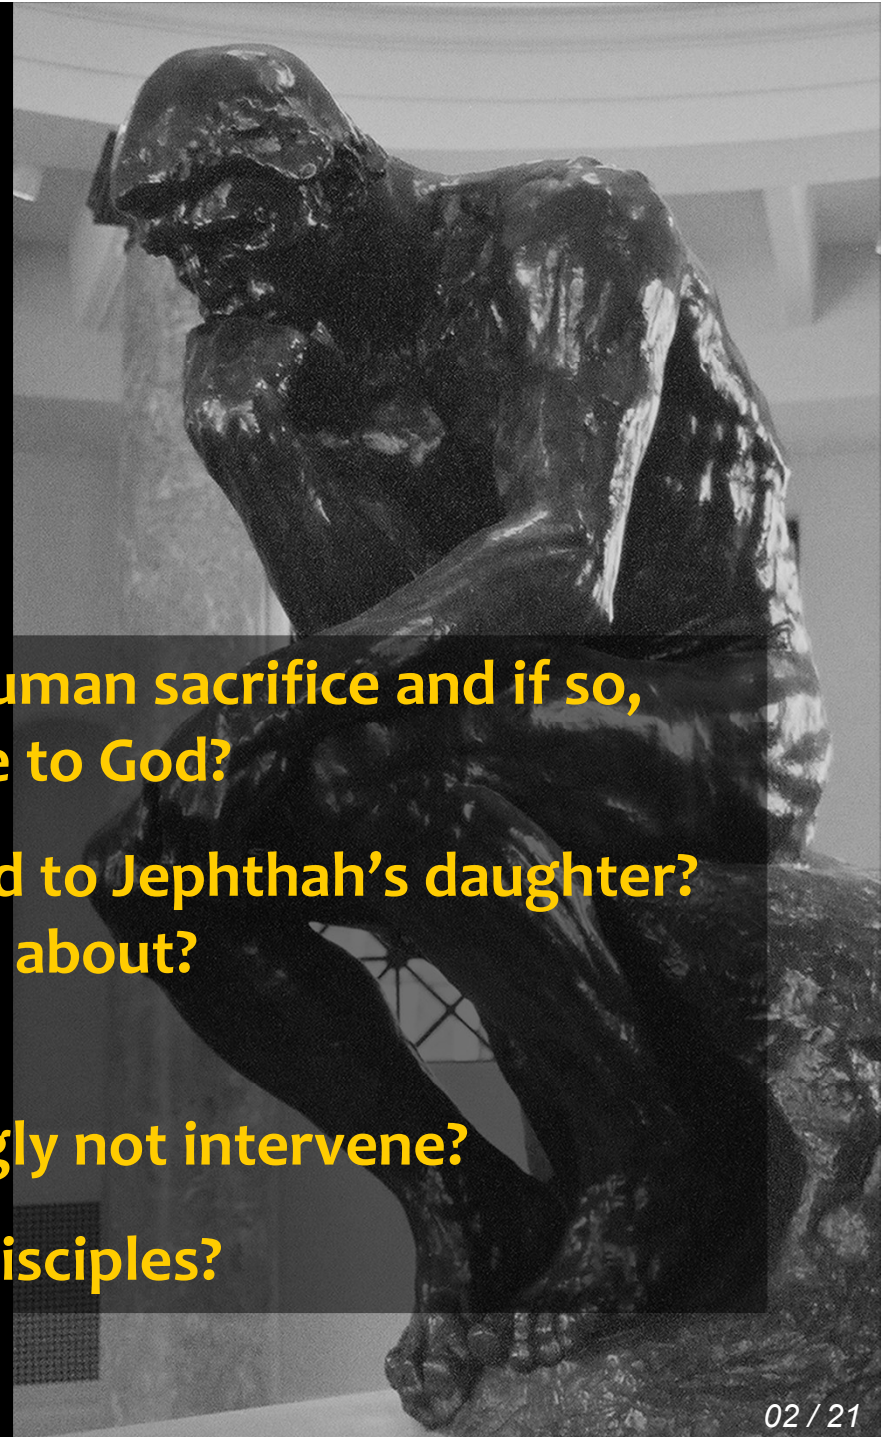 uman sacrifice and if so,
e to God?
d to Jephthah’s daughter?
about?
gly not intervene?
isciples?
02 / 21